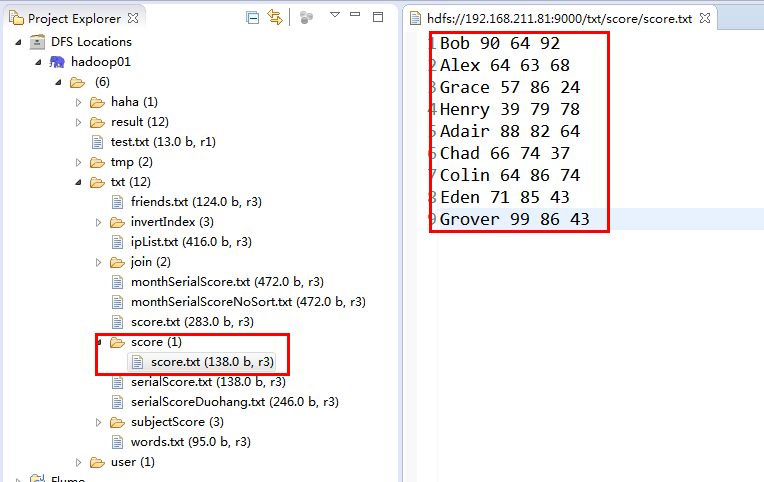 Project Explorer
DFS Locations
hadoop01
(6)
haha (1)
result (12)
test.txt (13.0 b, r1)
tmp (2)
txt (12)
friends.txt (124.0 b, r3)
invertIndex (3)
ipList.txt (416.0 b, r3)
join (2)
monthSerialScore.txt (472.0 b, r3)
monthSerialScoreNoSort.txt (472.0 b, r3)
score.txt (283.0 b, r3)
score (1)
score.txt (138.0 b, r3)
serialScore.txt (138.0 b, r3)
serialScoreDuohang.txt (246.0 b, r3)
subjectScore (3)
words.txt (95.0 b, r3)
user (1)
Flume
hdfs://192.168.211.81:9000/txt/score/score.txt
1 Bob 90 64 92
2 Alex 64 63 68
3 Grace 57 86 24
4 Henry 39 79 78
5 Adair 88 82 64
6 Chad 66 74 37
7 Colin 64 86 74
8 Eden 71 85 43
9 Grover 99 86 43